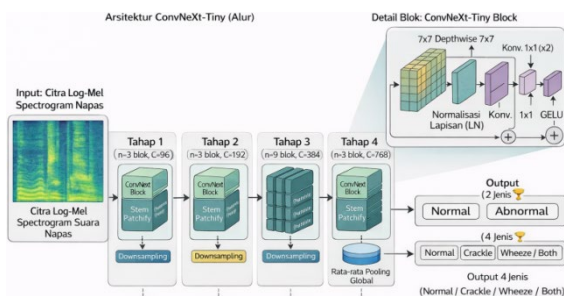 Arsitektur ConvNeXt-Tiny (Alur)
Detail Blok: ConvNeXt-Tiny Block
7x7 Depthwise 7x7
Konv. 1x1(x2)
Normalisasi
Lapisan (LN)
Konv.
1x1
GELU
Input: Citra Log-Mel
Spectrogram Napas
Citra Log-Mel
Spectrogram Suara
Napas
Tahap 1
(n–3 blok, C=96)
ConvNext
Block
Stem
Patchify
Downsampling
Tahap 2
(n–3 blok, C–192)
ConvNext
Block
Stem
Patchify
Downsampling
Tahap 3
(n–9 blok, C–384)
Downsampling
Tahap 4
(n–3 blok, C=768)
ConvNext
Block
Stem
Patchify
Rata-rata Pooling
Global
Output
(2 Jenis
Normal
Abnormal
(4 Jenis
Normal
Crackle
Wheeze / Both
Output 4 Jenis
(Normal / Crackle / Wheeze / Both)